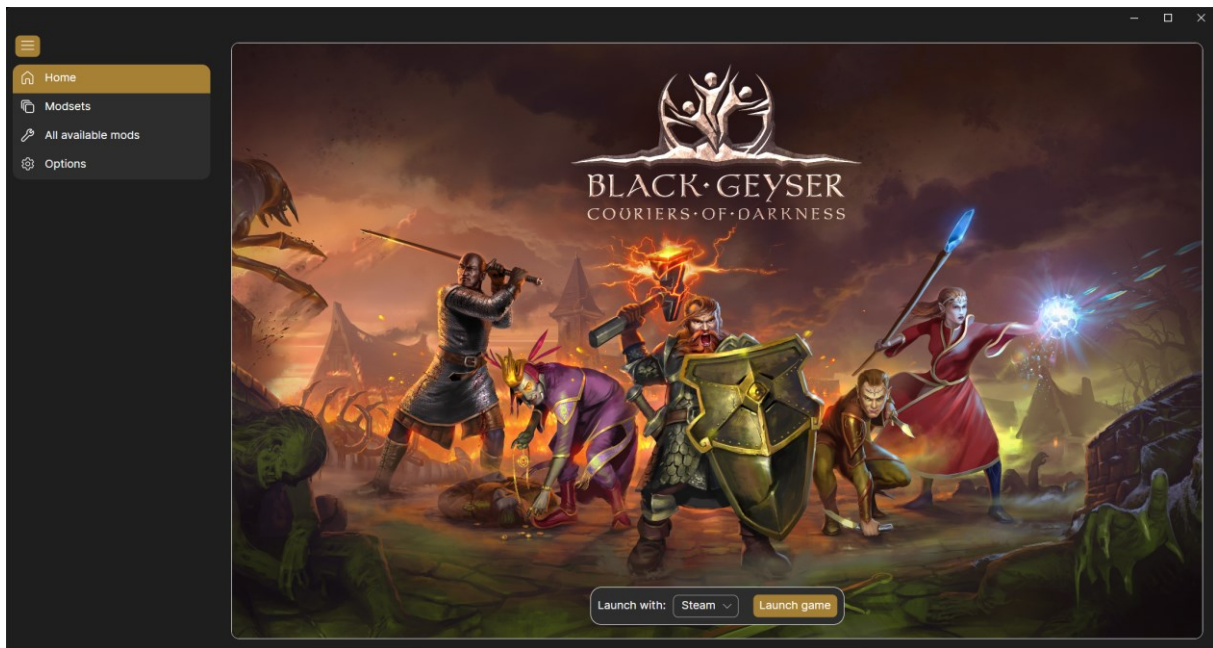 Home
Modsets
All available mods
Options
BLACK·GEYSER
COURIERS·OF·DARKNESS
Launch with: Steam Launch game